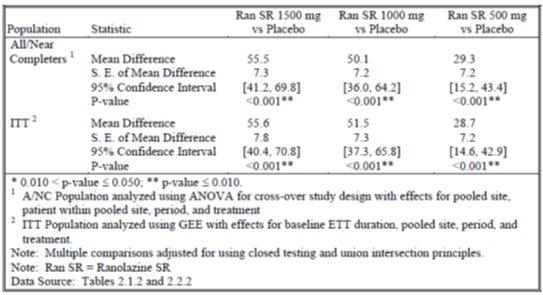 Ran SR 1500 mg Ran SR 1000 mg Ran SR 500 mg
Population Statistic vs Placebo vs Placebo vs Placebo
All/Near
Completers 1 Mean Difference 55.5 50.1 29.3
S. E. of Mean Difference 7.3 7.2 7.2
95% Confidence Interval [41.2, 69.8] [36.0, 64.2] [15.2, 43.4]
P-value <0.001** <0.001** <0.001**
ITT 2 Mean Difference 55.6 51.5 28.7
S. E. of Mean Difference 7.8 7.3 7.2
95% Confidence Interval [40.4, 70.8] [37.3, 65.8] [14.6, 42.9]
P-value <0.001** <0.001** <0.001**
* 0.010 < p-value ≤ 0.050; ** p-value ≤ 0.010.
1 A/NC Population analyzed using ANOVA for cross-over study design with effects for pooled site,
patient within pooled site, period, and treatment
2 ITT Population analyzed using GEE with effects for baseline ETT duration, pooled site, period, and
treatment.
Note: Multiple comparisons adjusted for using closed testing and union intersection principles.
Note: Ran SR = Ranolazine SR
Data Source: Tables 2.1.2 and 2.2.2